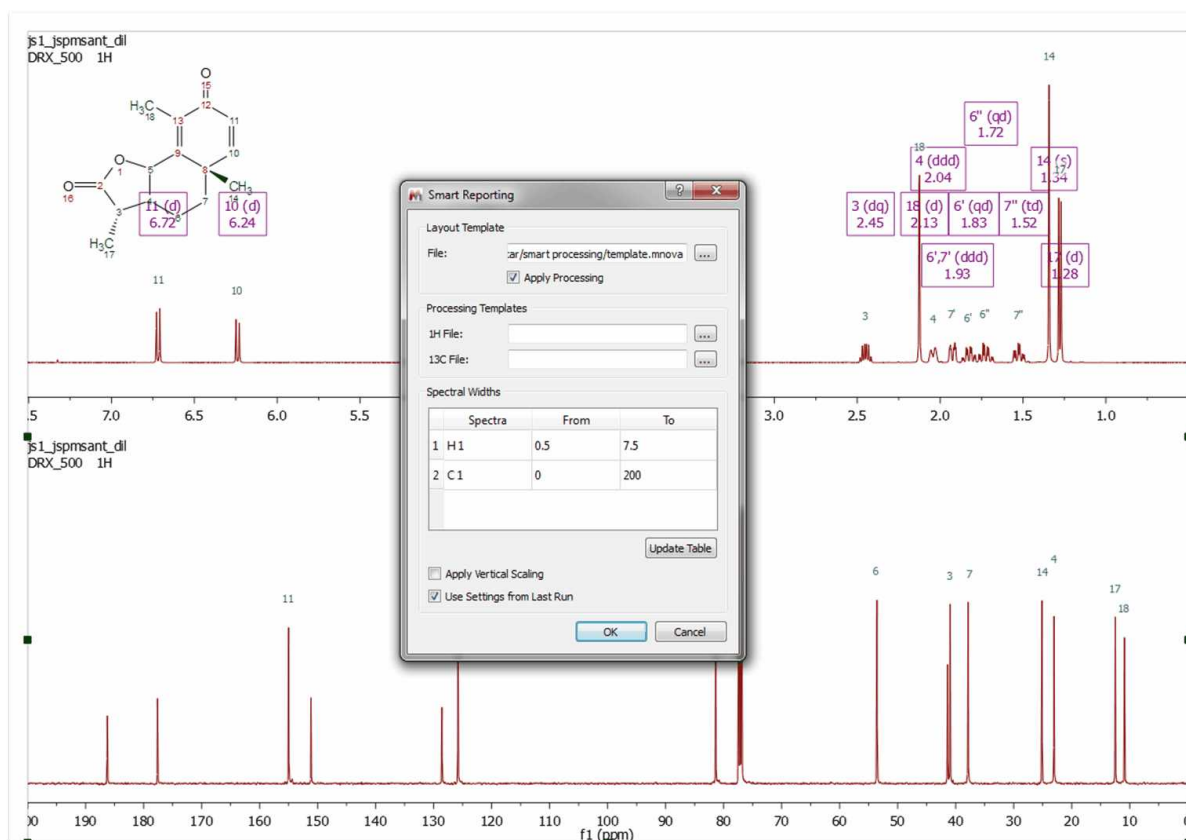 js1_jspmsant_dil
DRX_500 1H
14
O
15
H₃C
18
12
13
11
9
10
O
1
5
8
2
CH₃
14
O
16
7
3
6
H₃C
17
11 (d)
6.72
10 (d)
6.24
11
10
6'' (qd)
1.72
18
4 (ddd)
2.04
14 (s)
1.34
17
3 (dq)
2.45
18 (d)
2.13
6' (qd)
1.83
7'' (td)
1.52
6',7' (ddd)
1.93
17 (d)
1.28
3
4
7'
6'
6''
7''
.5
7.0
6.5
6.0
5.5
3.0
2.5
2.0
1.5
1.0
Smart Reporting
Layout Template
File:
:ar/smart processing/template.mnova
...
Apply Processing
Processing Templates
1H File:
...
13C File:
...
Spectral Widths
Spectra From To
1 H1 0.5 7.5
2 C1 0 200
Update Table
Apply Vertical Scaling
Use Settings from Last Run
OK
Cancel
js1_jspmsant_dil
DRX_500 1H
11
6
3
7
14
4
17
18
00 190 180 170 160 150 140 130 120 110 100 90 80 70 60 50 40 30 20 10 0
f1 (ppm)